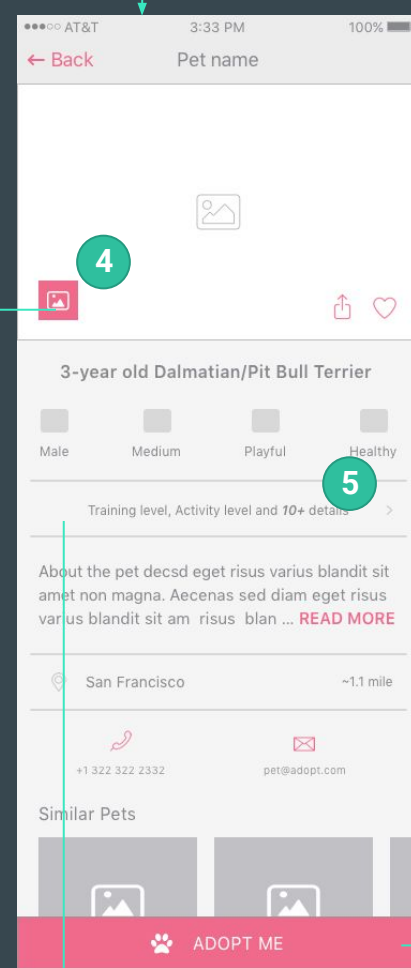 AT&T 3:33 PM 100%
← Back Pet name
4
3-year old Dalmatian/Pit Bull Terrier
Male Medium Playful Healthy
5
Training level, Activity level and 10+ details >
About the pet decsd eget risus varius blandit sit
amet non magna. Aecenas sed diam eget risus
varius blandit sit am risus blan ... READ MORE
San Francisco ~1.1 mile
+1 322 322 2332 pet@adopt.com
Similar Pets
ADOPT ME